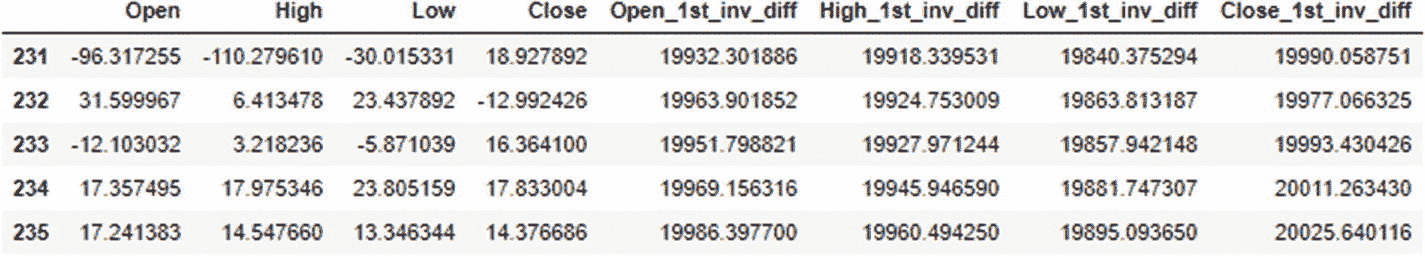 Open High Low Close Open_1st_inv_diff High_1st_inv_diff Low_1st_inv_diff Close_1st_inv_diff
231 -96.317255 -110.279610 -30.015331 18.927892 19932.301886 19918.339531 19840.375294 19990.058751
232 31.599967 6.413478 23.437892 -12.992426 19963.901852 19924.753009 19863.813187 19977.066325
233 -12.103032 3.218236 -5.871039 16.364100 19951.798821 19927.971244 19857.942148 19993.430426
234 17.357495 17.975346 23.805159 17.833004 19969.156316 19945.946590 19881.747307 20011.263430
235 17.241383 14.547660 13.346344 14.376686 19986.397700 19960.494250 19895.093650 20025.640116